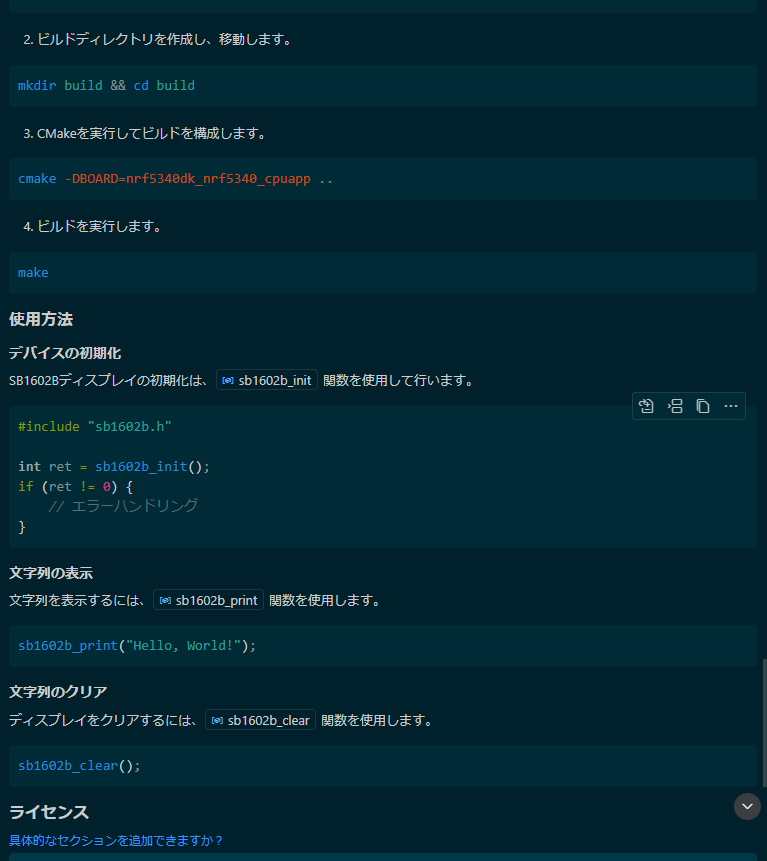 2. ビルドディレクトリを作成し、移動します。
mkdir build && cd build
3. CMakeを実行してビルドを構成します。
cmake -DBOARD=nrf5340dk_nrf5340_cpuapp ..
4. ビルドを実行します。
make
使用方法
デバイスの初期化
SB1602Bディスプレイの初期化は、 sb1602b_init 関数を使用して行います。
#include "sb1602b.h"
int ret = sb1602b_init();
if (ret != 0) {
// エラーハンドリング
}
文字列の表示
文字列を表示するには、 sb1602b_print 関数を使用します。
sb1602b_print("Hello, World!");
文字列のクリア
ディスプレイをクリアするには、 sb1602b_clear 関数を使用します。
sb1602b_clear();
ライセンス
具体的なセクションを追加できますか？